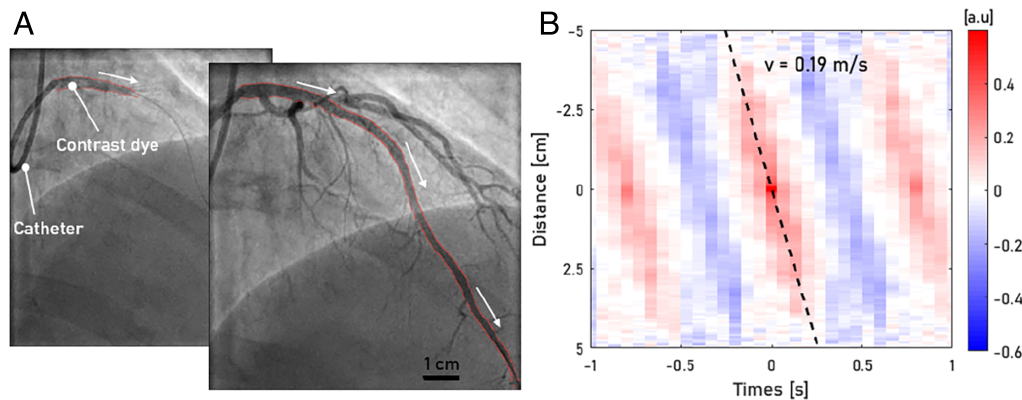 A
Contrast dye
Catheter
1 cm
B
[a.u]
v = 0.19 m/s
Distance [cm]
-5
-2.5
0
2.5
5
-1
-0.5
0
0.5
1
Times [s]
0.4
0.2
0
-0.2
-0.4
-0.6